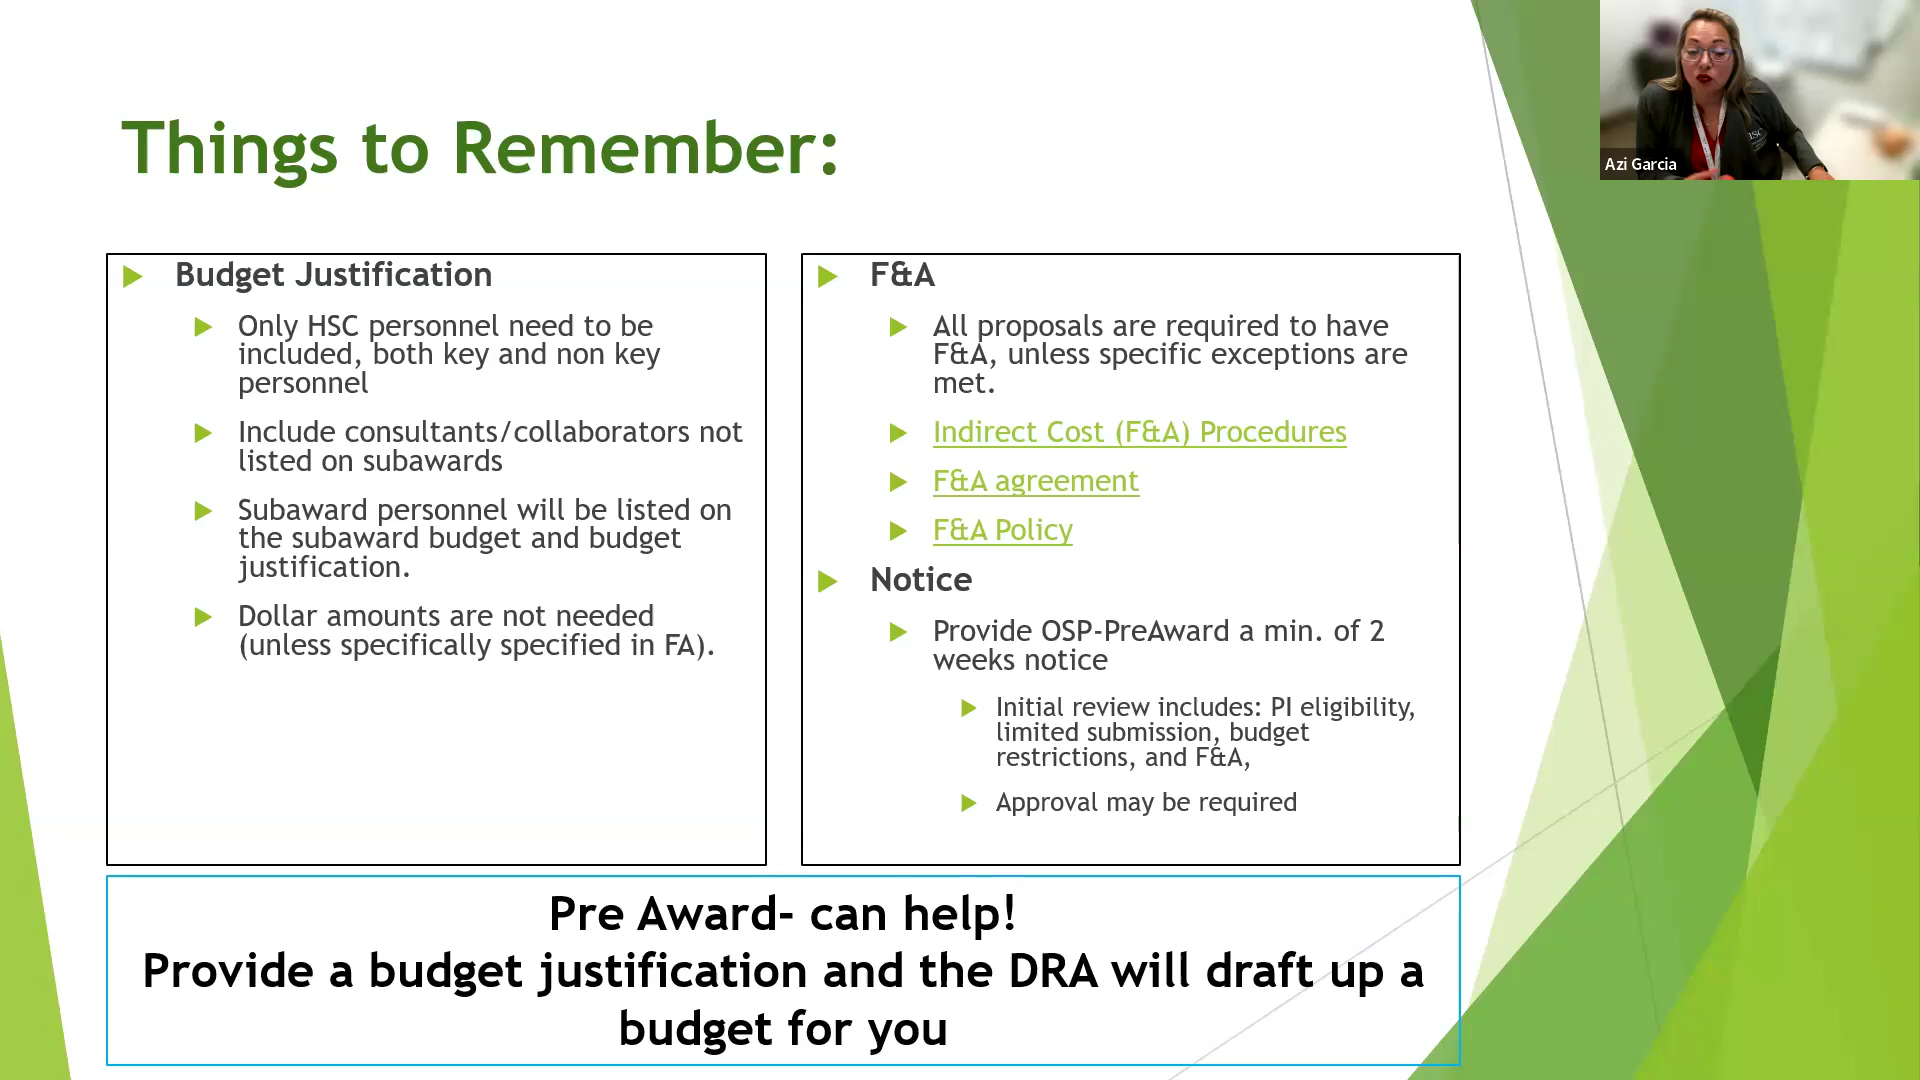 Things to Remember:
Budget Justification
Only HSC personnel need to be
included, both key and non key
personnel
Include consultants/collaborators not
listed on subawards
Subaward personnel will be listed on
the subaward budget and budget
justification.
Dollar amounts are not needed
(unless specifically specified in FA).
F&A
All proposals are required to have
F&A, unless specific exceptions are
met.
Indirect Cost (F&A) Procedures
F&A agreement
F&A Policy
Notice
Provide OSP-PreAward a min. of 2
weeks notice
Initial review includes: PI eligibility,
limited submission, budget
restrictions, and F&A,
Approval may be required
Pre Award- can help!
Provide a budget justification and the DRA will draft up a
budget for you
Azi Garcia